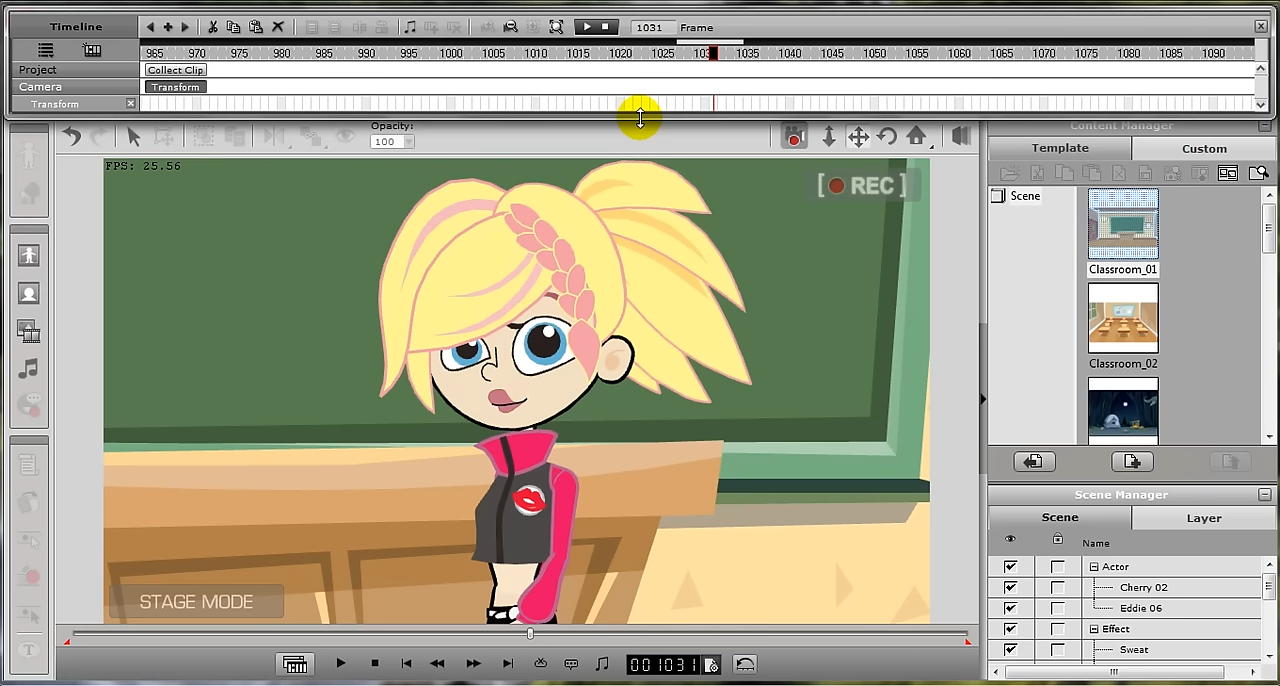 Timeline
1031 Frame
965 970 975 980 985 990 995 1000 1005 1010 1015 1020 1025 1035 1040 1045 1050 1055 1060 1065 1070 1075 1080 1085 1090
Project Collect Clip
Camera Transform
Transform
Opacity:
100
Content Manager
Template Custom
FPS: 25.56
[ REC ]
Scene
Classroom_01
Classroom_02
Scene Manager
Scene Layer
Name
Actor
Cherry 02
Eddie 06
Effect
Sweat
STAGE MODE
T
001031